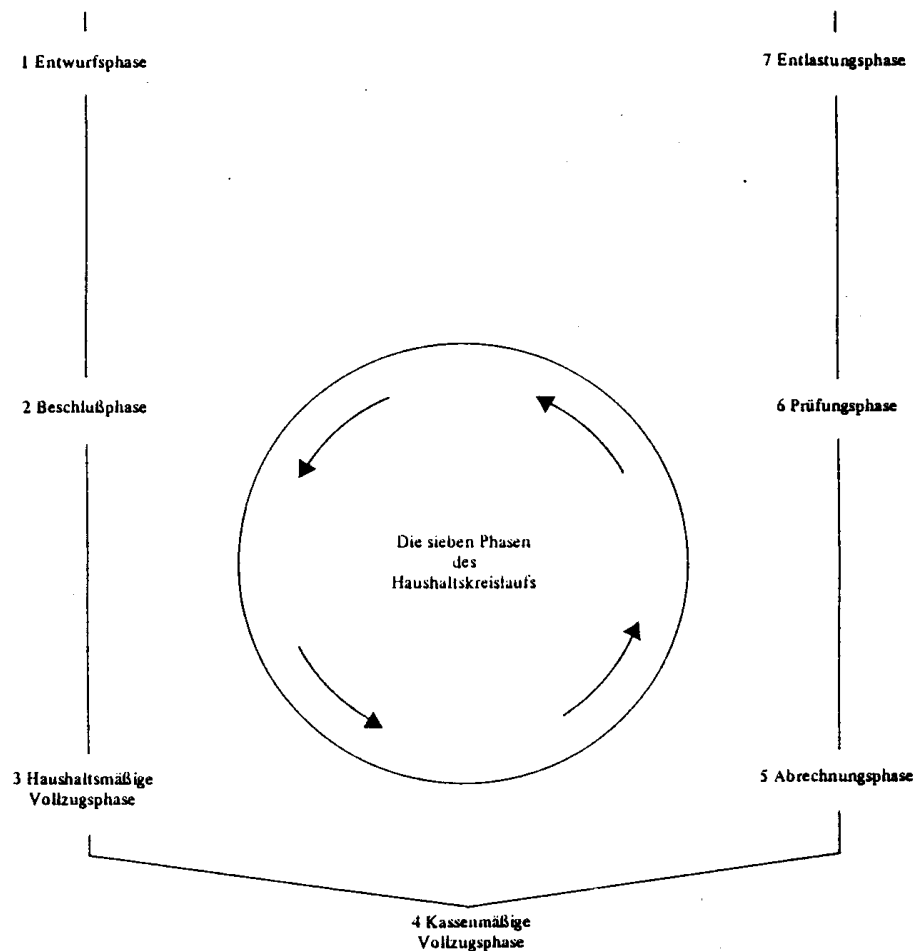 1 Entwurfsphase
7 Entlastungsphase
2 Beschlußphase
6 Prüfungsphase
Die sieben Phasen
des
Haushaltskreislaufs
3 Haushaltsmäßige
Vollzugsphase
5 Abrechnungsphase
4 Kassenmäßige
Vollzugsphase